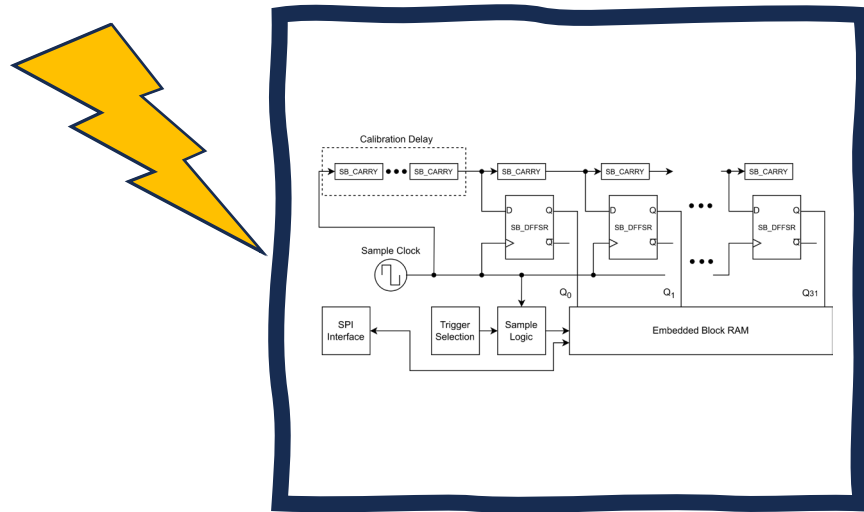 Calibration Delay
SB_CARRY ••• SB_CARRY SB_CARRY SB_CARRY SB_CARRY
D Q D Q ••• D Q
SB_DFFSR SB_DFFSR SB_DFFSR
Q Q Q
Sample Clock
•••
Q0 Q1 Q31
SPI
Interface
Trigger
Selection
Sample
Logic
Embedded Block RAM